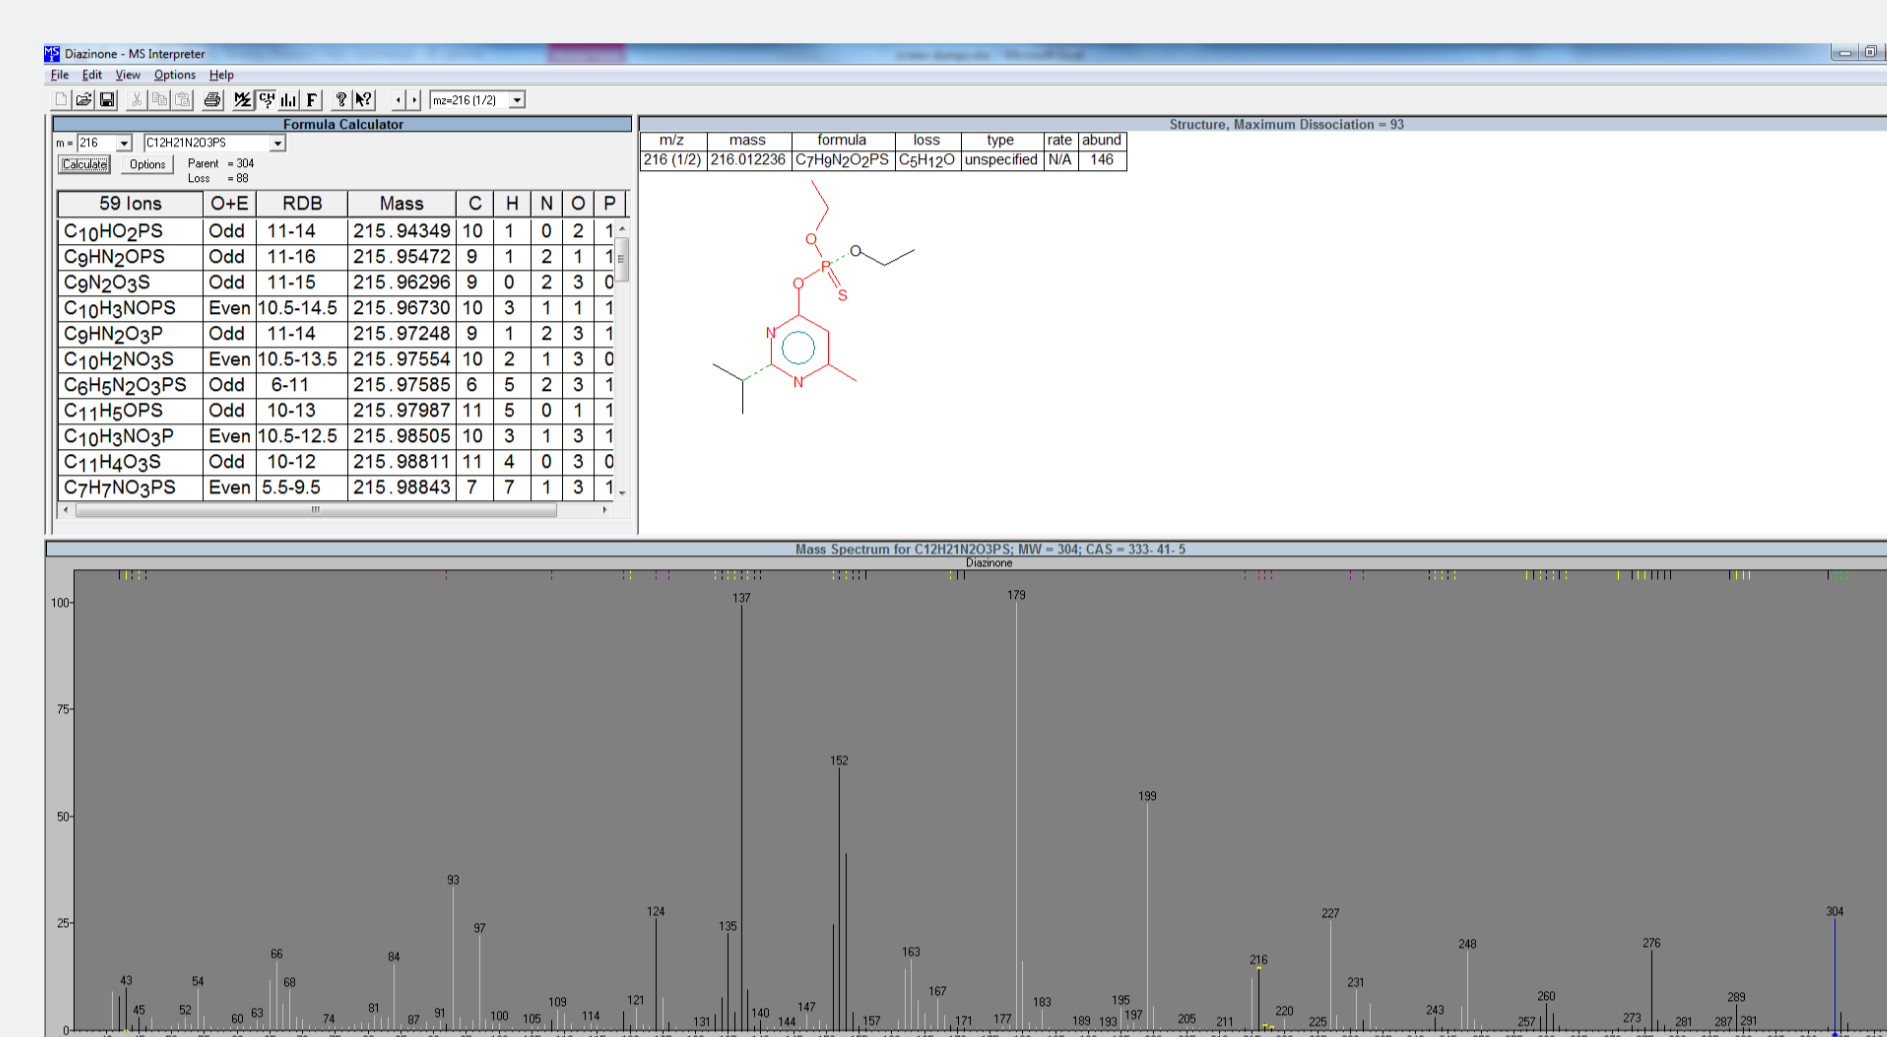 Diazinone - MS Interpreter
File Edit View Options Help
mz=216 (1/2)
Formula Calculator
m = 216 C12H21N2O3PS
Calculate Options Parent = 304
Loss = 88
59 Ions O+E RDB Mass C H N O P
C10HO2PS Odd 11-14 215.94349 10 1 0 2 1
C9HN2OPS Odd 11-16 215.95472 9 1 2 1 1
C9N2O3S Odd 11-15 215.96296 9 0 2 3 0
C10H3NOPS Even 10.5-14.5 215.96730 10 3 1 1 1
C9HN2O3P Odd 11-14 215.97248 9 1 2 3 1
C10H2NO3S Even 10.5-13.5 215.97554 10 2 1 3 0
C6H5N2O3PS Odd 6-11 215.97585 6 5 2 3 1
C11H5OPS Odd 10-13 215.97987 11 5 0 1 1
C10H3NO3P Even 10.5-12.5 215.98505 10 3 1 3 1
C11H4O3S Odd 10-12 215.98811 11 4 0 3 0
C7H7NO3PS Even 5.5-9.5 215.98843 7 7 1 3 1
Structure, Maximum Dissociation = 93
m/z mass formula loss type rate abund
216 (1/2) 216.012236 C7H9N2O2PS C5H12O unspecified N/A 146
O
O
P
O
S
N
N
Mass Spectrum for C12H21N2O3PS; MW = 304; CAS = 333- 41- 5
Diazinone
100
75
50
25
0
137 179
152
199
93
97 124 135 227 304
66 84 163 216 248 276
43 54 68 121 167 231 260 289
45 52 60 63 74 81 87 91 100 105 109 114 131 140 144 147 157 171 177 183 189 193 195 197 205 211 220 225 243 257 273 281 287 291